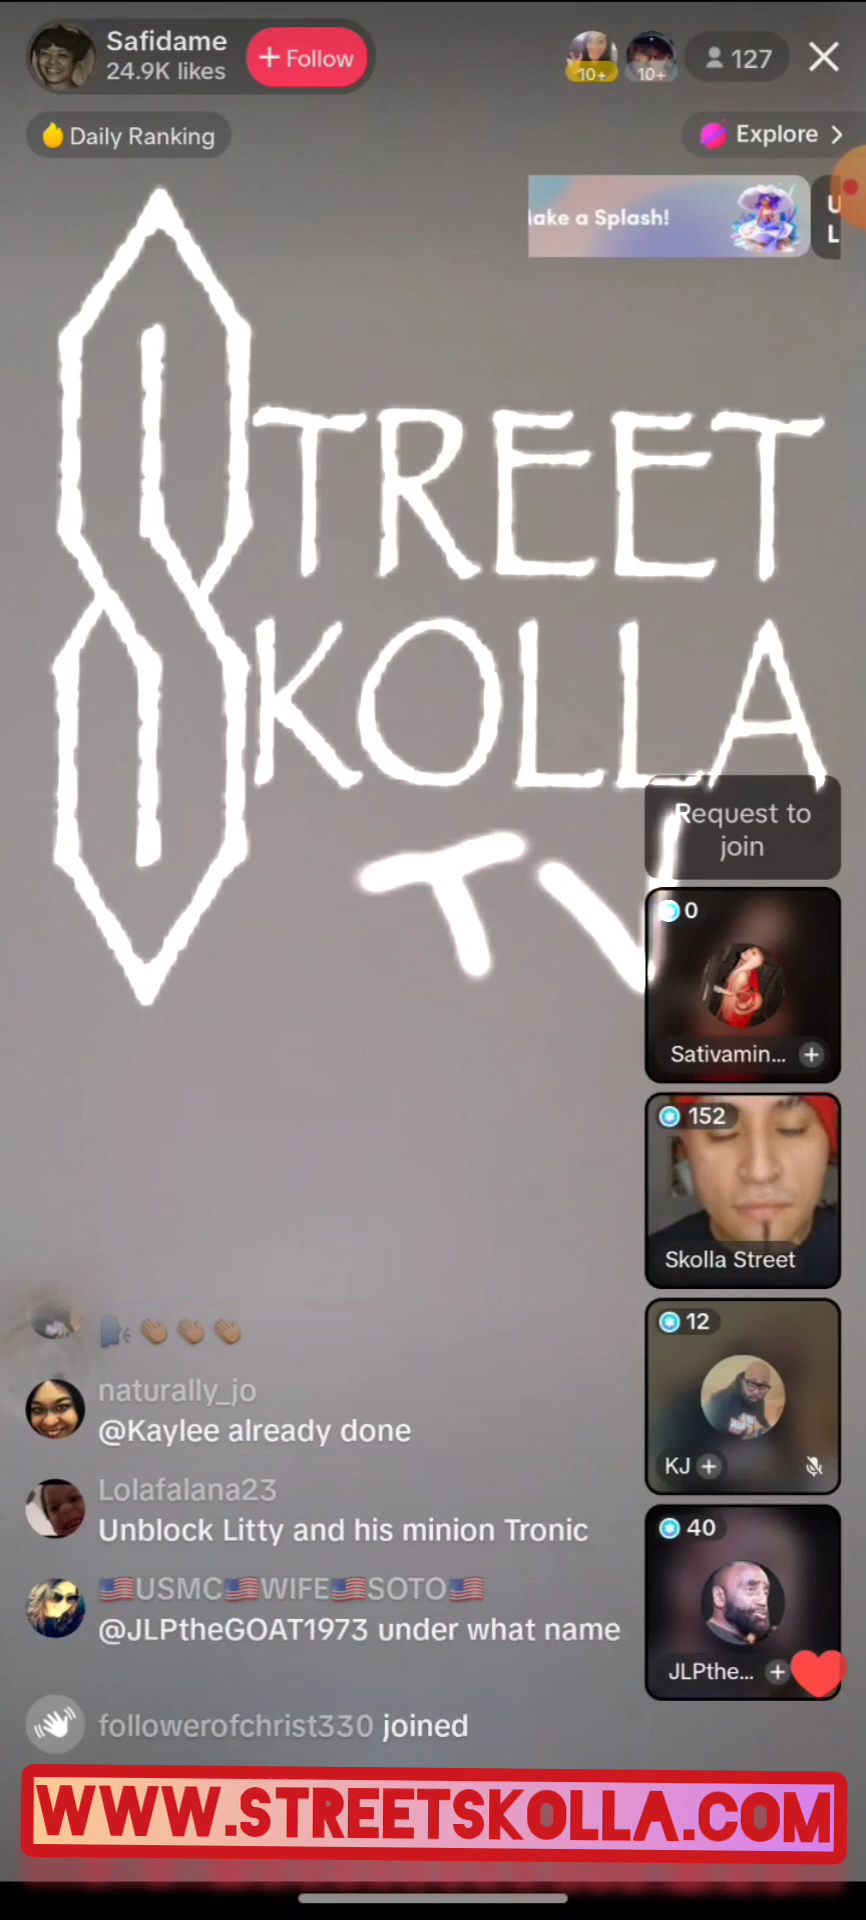 Safidame
24.9K likes
+ Follow
10+
10+
127
Daily Ranking
Explore
ake a Splash!
U
L
STREET
SKOLLA
TV
Request to
join
0
Sativamin...
152
Skolla Street
12
KJ
40
JLPthe...
🗣👏🏽👏🏽👏🏽
naturally_jo
@Kaylee already done
Lolafalana23
Unblock Litty and his minion Tronic
🇺🇸USMC🇺🇸WIFE🇺🇸SOTO🇺🇸
@JLPtheGOAT1973 under what name
followerofchrist330 joined
WWW.STREETSKOLLA.COM